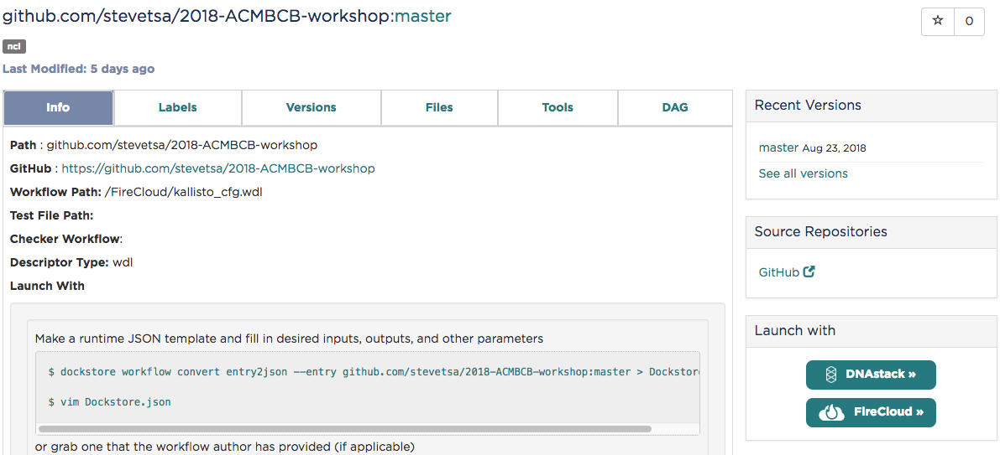 github.com/stevetsa/2018-ACMBCB-workshop:master
0
nci
Last Modified: 5 days ago
Info
Labels
Versions
Files
Tools
DAG
Path : github.com/stevetsa/2018-ACMBCB-workshop
GitHub : https://github.com/stevetsa/2018-ACMBCB-workshop
Workflow Path: /FireCloud/kallisto_cfg.wdl
Test File Path:
Checker Workflow:
Descriptor Type: wdl
Launch With
Make a runtime JSON template and fill in desired inputs, outputs, and other parameters
$ dockstore workflow convert entry2json --entry github.com/stevetsa/2018-ACMBCB-workshop:master > Dockstore
$ vim Dockstore.json
or grab one that the workflow author has provided (if applicable)
Recent Versions
master Aug 23, 2018
See all versions
Source Repositories
GitHub
Launch with
DNAstack »
FireCloud »